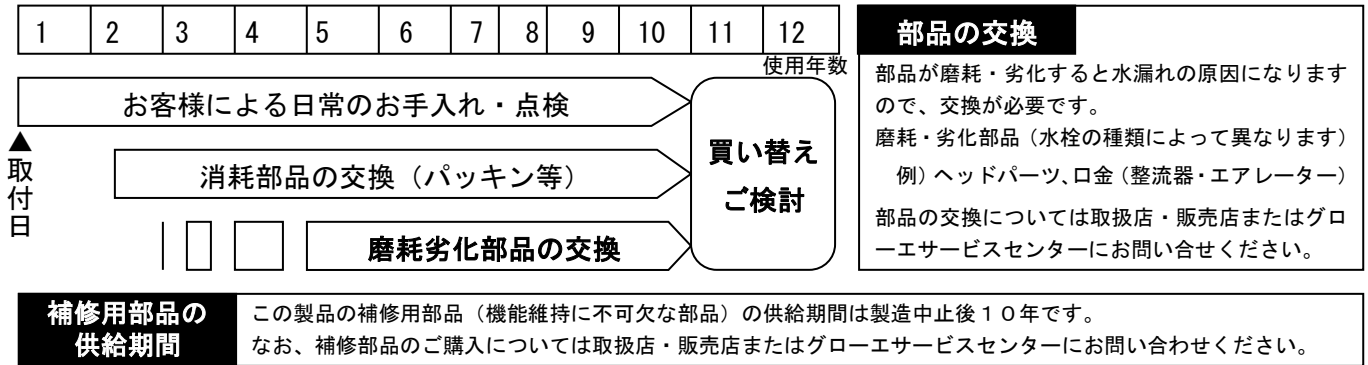 1 2 3 4 5 6 7 8 9 10 11 12
使用年数
お客様による日常のお手入れ・点検
▲
取付日
消耗部品の交換（パッキン等）
磨耗劣化部品の交換
買い替え
ご検討
部品の交換
部品が磨耗・劣化すると水漏れの原因になります
ので、交換が必要です。
磨耗・劣化部品（水栓の種類によって異なります）
例）ヘッドパーツ、口金（整流器・エアレーター）
部品の交換については取扱店・販売店またはグロ
ーエサービスセンターにお問い合せください。
補修用部品の
供給期間
この製品の補修用部品（機能維持に不可欠な部品）の供給期間は製造中止後１０年です。
なお、補修部品のご購入については取扱店・販売店またはグローエサービスセンターにお問い合わせください。